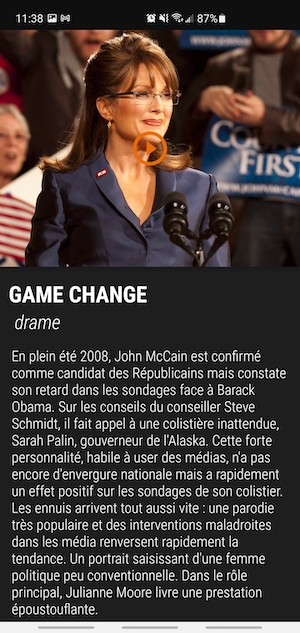 11:38
87%
COUNTRY
FIRST
GAME CHANGE
drame
En plein été 2008, John McCain est confirmé
comme candidat des Républicains mais constate
son retard dans les sondages face à Barack
Obama. Sur les conseils du conseiller Steve
Schmidt, il fait appel à une colistière inattendue,
Sarah Palin, gouverneur de l'Alaska. Cette forte
personnalité, habile à user des médias, n'a pas
encore d'envergure nationale mais a rapidement
un effet positif sur les sondages de son colistier.
Les ennuis arrivent tout aussi vite : une parodie
très populaire et des interventions maladroites
dans les média renversent rapidement la
tendance. Un portrait saisissant d'une femme
politique peu conventionnelle. Dans le rôle
principal, Julianne Moore livre une prestation
époustouflante.